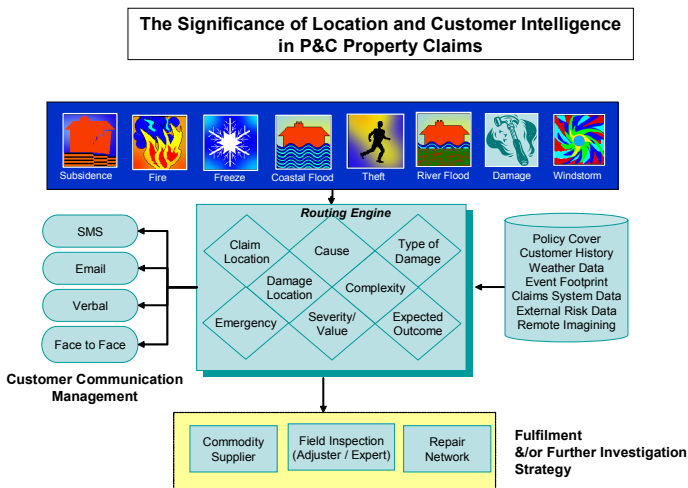 The Significance of Location and Customer Intelligence
in P&C Property Claims
Subsidence
Fire
Freeze
Coastal Flood
Theft
River Flood
Damage
Windstorm
Routing Engine
Claim
Location
Cause
Type of
Damage
Damage
Location
Complexity
Emergency
Severity/
Value
Expected
Outcome
SMS
Email
Verbal
Face to Face
Customer Communication
Management
Policy Cover
Customer History
Weather Data
Event Footprint
Claims System Data
External Risk Data
Remote Imagining
Commodity
Supplier
Field Inspection
(Adjuster / Expert)
Repair
Network
Fulfilment
&/or Further Investigation
Strategy